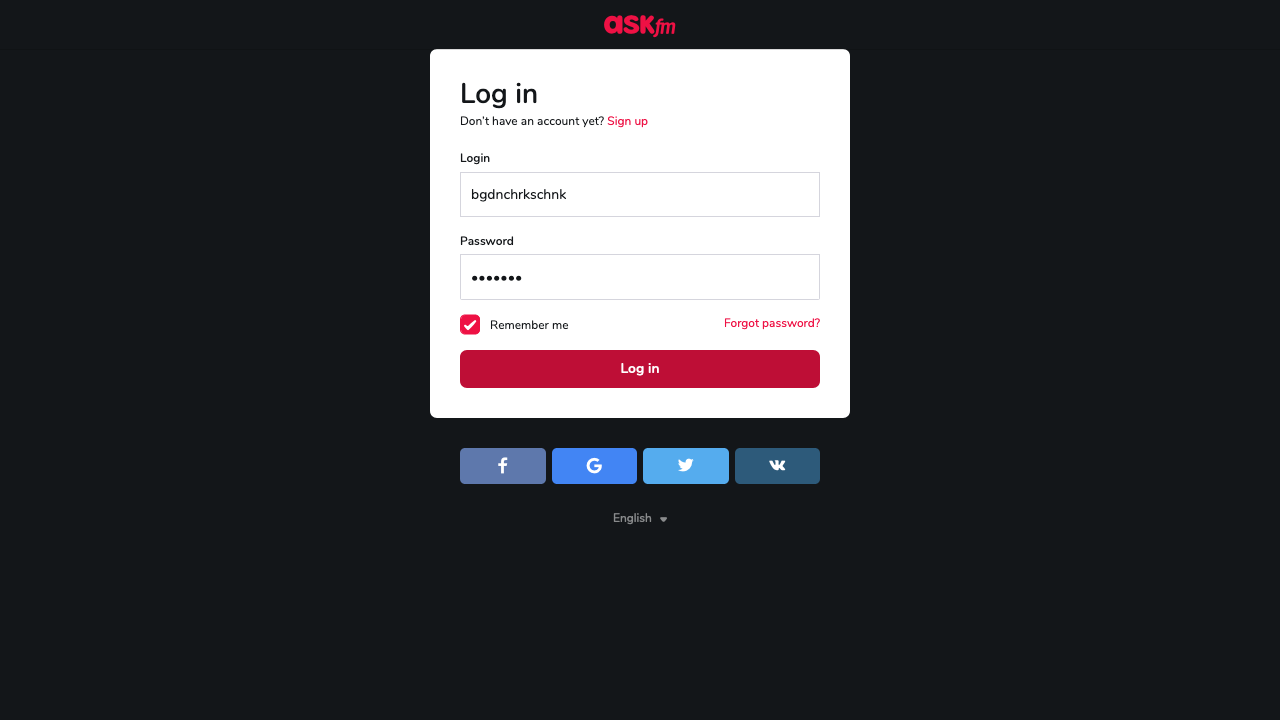 ASKfm
Log in
Don't have an account yet? Sign up
Login
bgdnchrkschnk
Password
•••••••
Remember me
Forgot password?
Log in
English